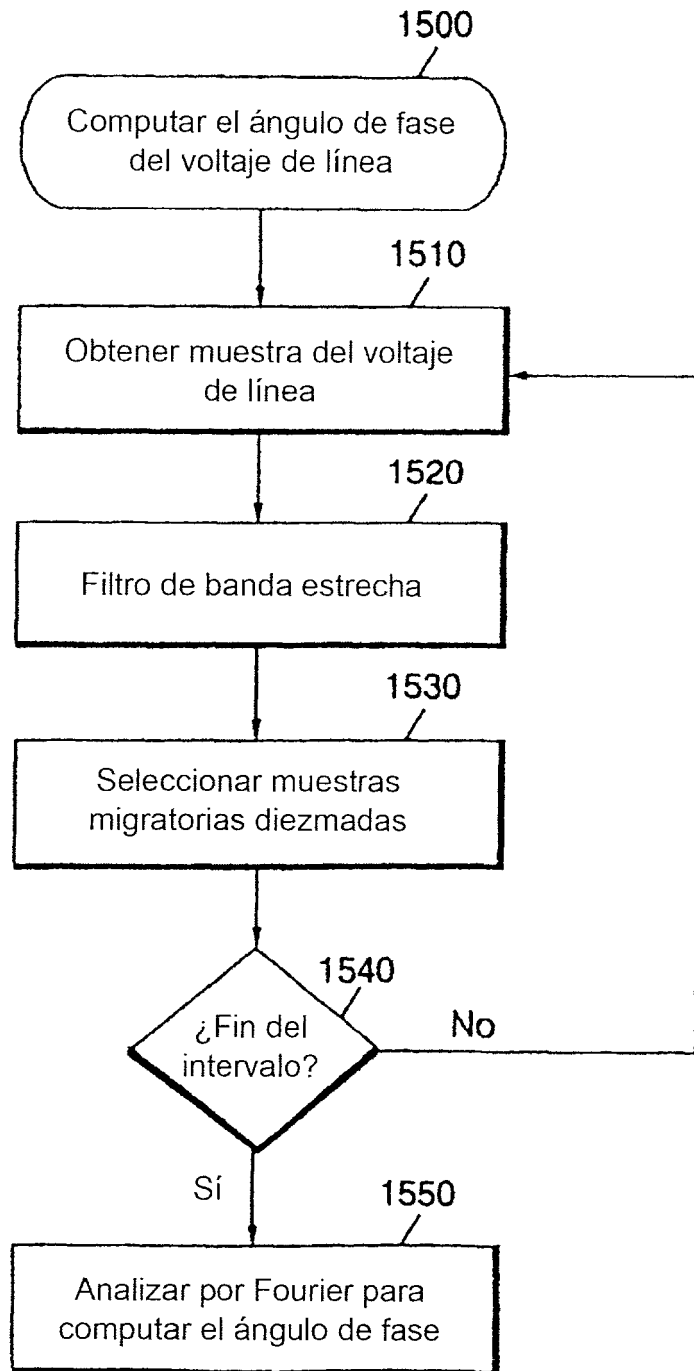 1500
Computar el ángulo de fase
del voltaje de línea
1510
Obtener muestra del voltaje
de línea
1520
Filtro de banda estrecha
1530
Seleccionar muestras
migratorias diezmadas
1540
¿Fin del
intervalo?
No
Sí
1550
Analizar por Fourier para
computar el ángulo de fase